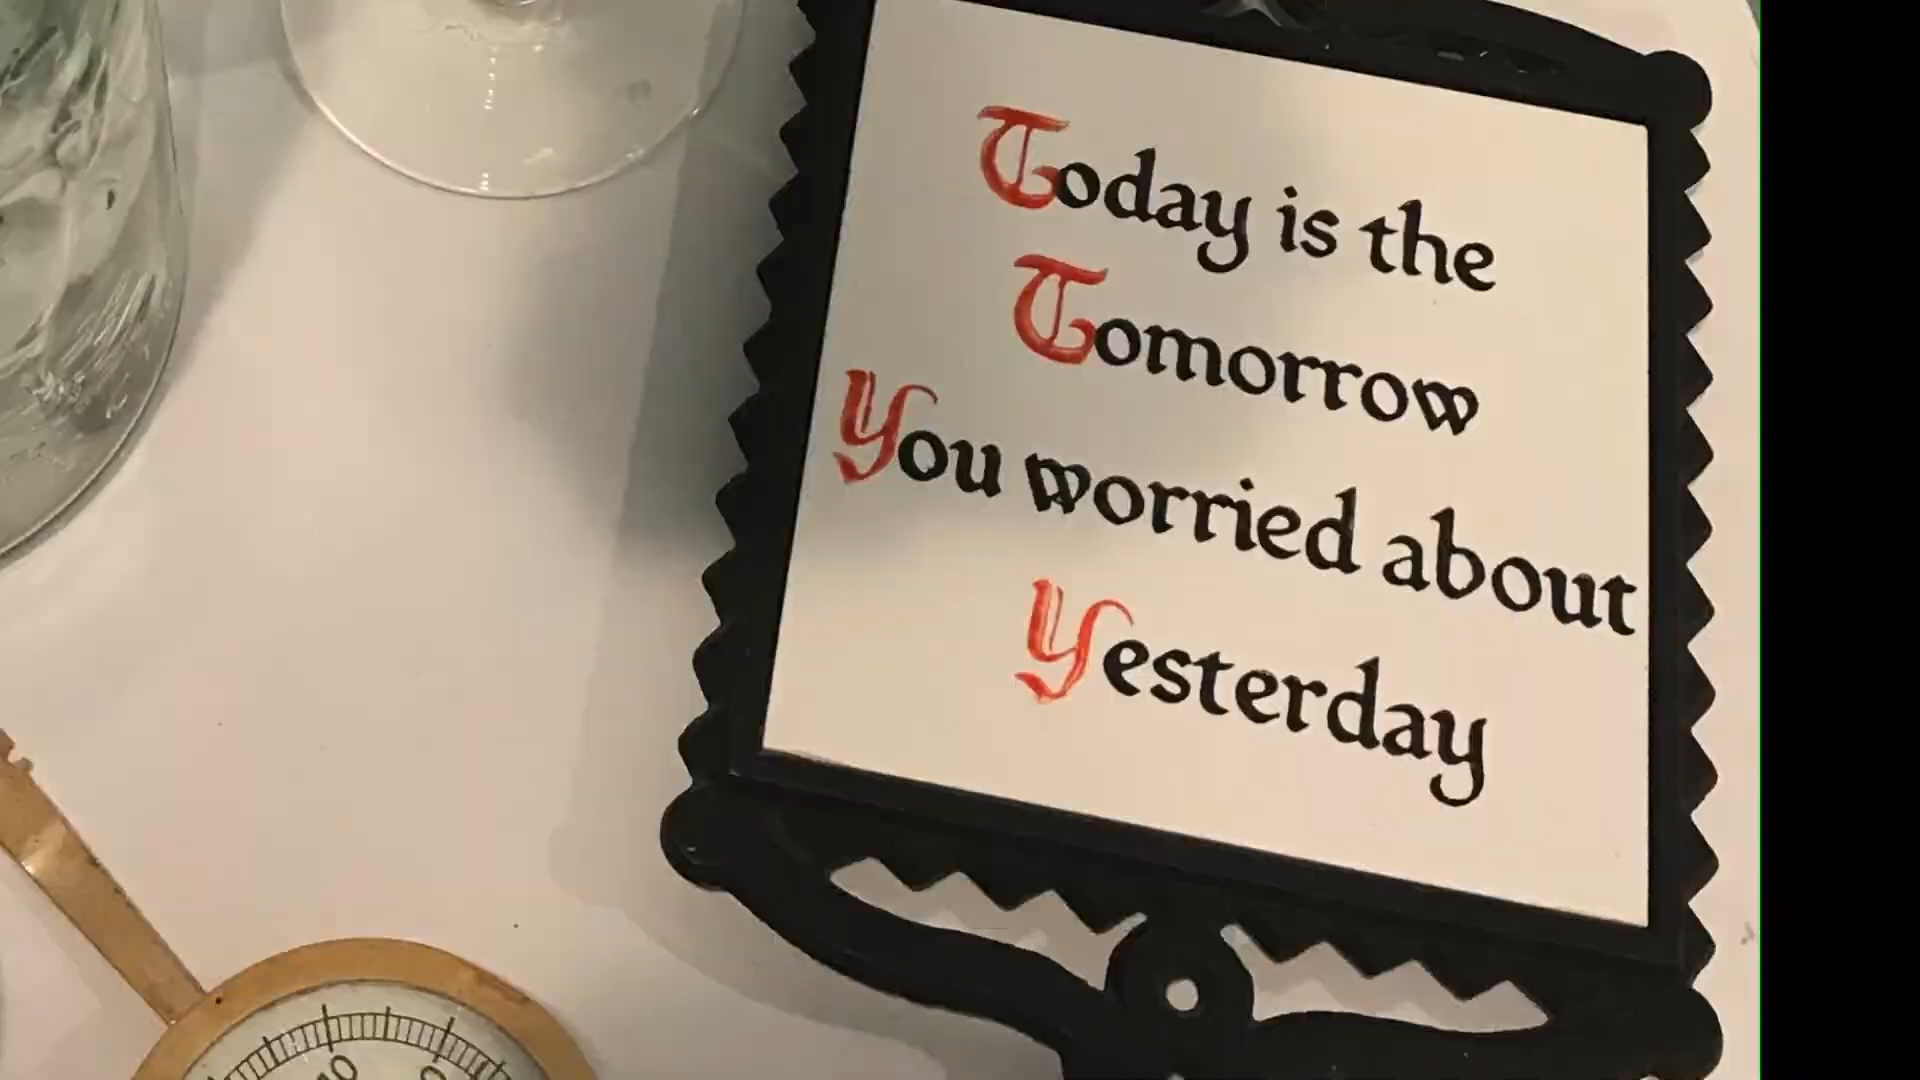 Today is the
Tomorrow
You worried about
Yesterday